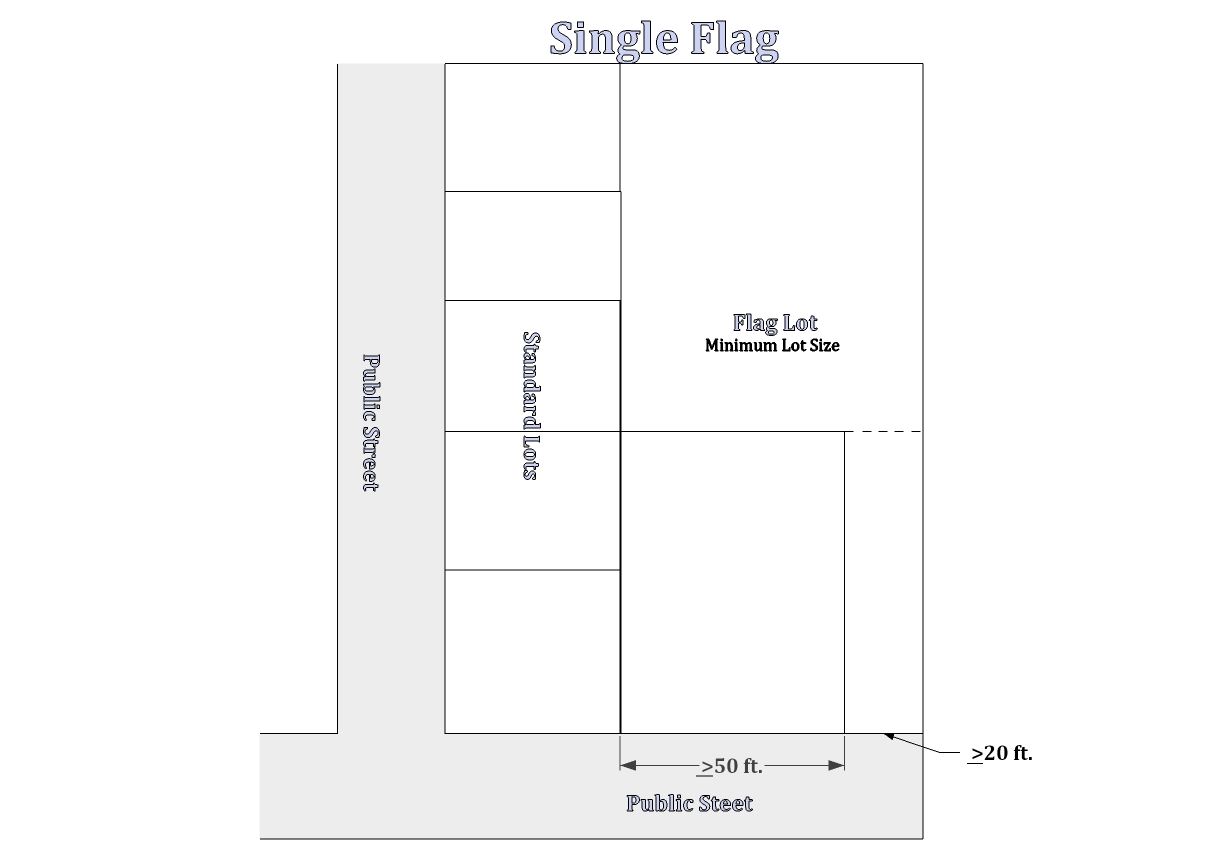 Single Flag
Flag Lot
Minimum Lot Size
Standard Lots
Public Street
≥20 ft.
≥50 ft.
Public Steet